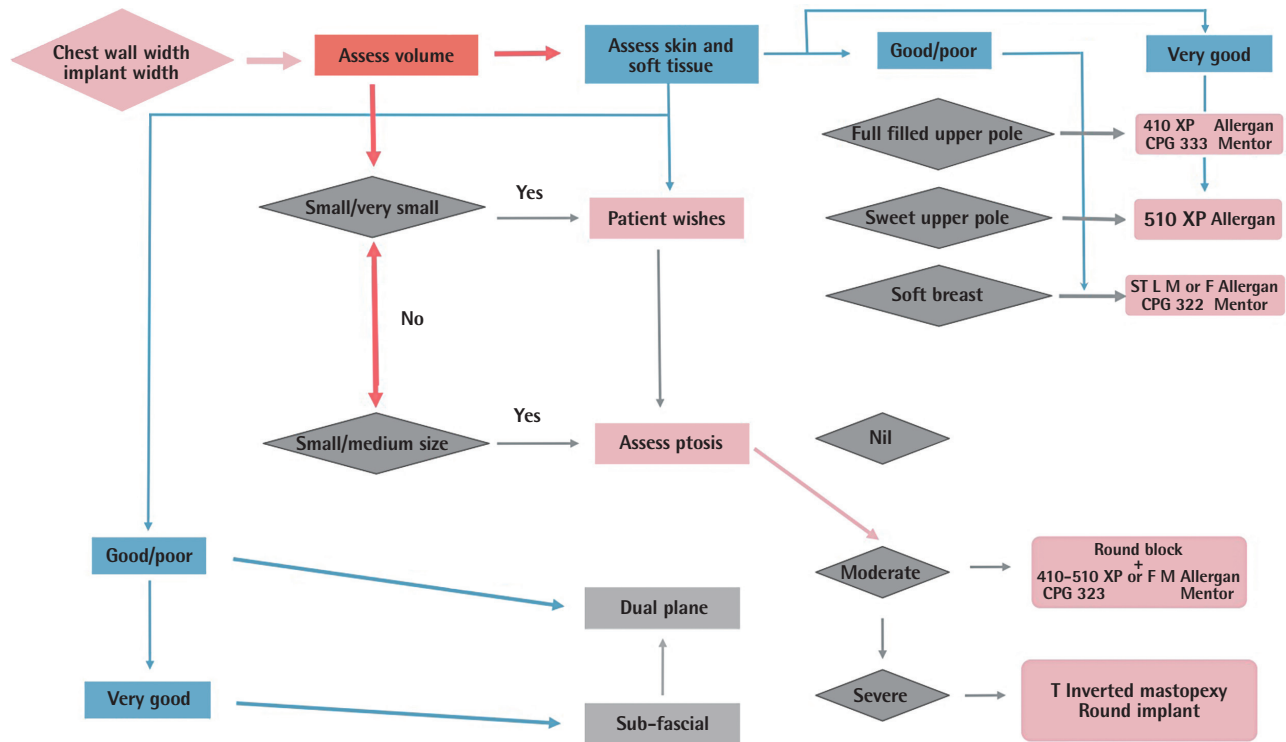 Chest wall width
implant width
Assess volume
Assess skin and
soft tissue
Good/poor
Very good
Full filled upper pole
410 XP Allergan
CPG 333 Mentor
Small/very small
Yes
Patient wishes
Sweet upper pole
510 XP Allergan
Soft breast
ST L M or F Allergan
CPG 322 Mentor
No
Small/medium size
Yes
Assess ptosis
Nil
Good/poor
Dual plane
Moderate
Round block
+
410-510 XP or F M Allergan
CPG 323 Mentor
Very good
Sub-fascial
Severe
T Inverted mastopexy
Round implant